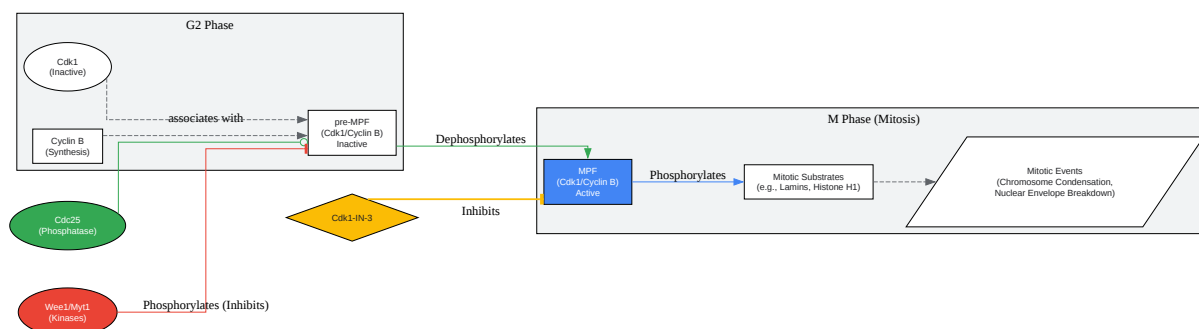 G2 Phase
Cdk1
(Inactive)
associates with
Cyclin B
(Synthesis)
pre-MPF
(Cdk1/Cyclin B)
Inactive
Dephosphorylates
M Phase (Mitosis)
MPF
(Cdk1/Cyclin B)
Active
Phosphorylates
Mitotic Substrates
(e.g., Lamins, Histone H1)
Mitotic Events
(Chromosome Condensation,
Nuclear Envelope Breakdown)
Cdc25
(Phosphatase)
Cdk1-IN-3
Inhibits
Wee1/Myt1
(Kinases)
Phosphorylates (Inhibits)